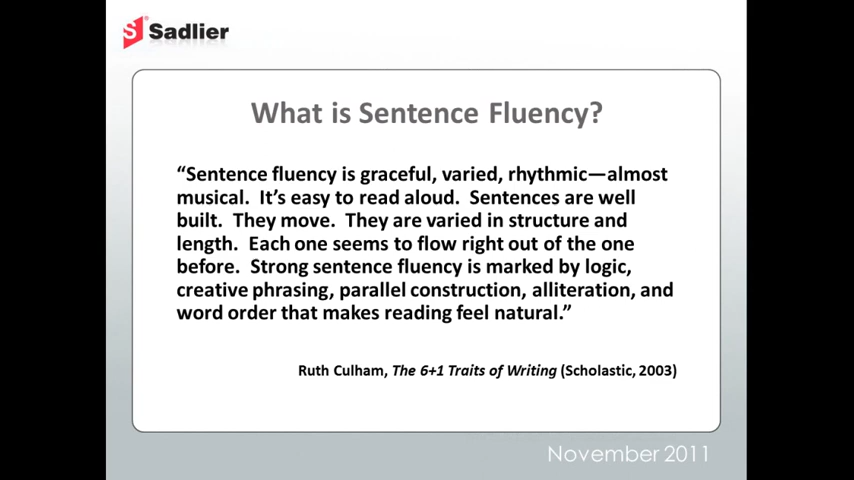 Sadlier
What is Sentence Fluency?
“Sentence fluency is graceful, varied, rhythmic—almost
musical.  It’s easy to read aloud.  Sentences are well
built.  They move.  They are varied in structure and
length.  Each one seems to flow right out of the one
before.  Strong sentence fluency is marked by logic,
creative phrasing, parallel construction, alliteration, and
word order that makes reading feel natural.”
Ruth Culham, The 6+1 Traits of Writing (Scholastic, 2003)
November 2011